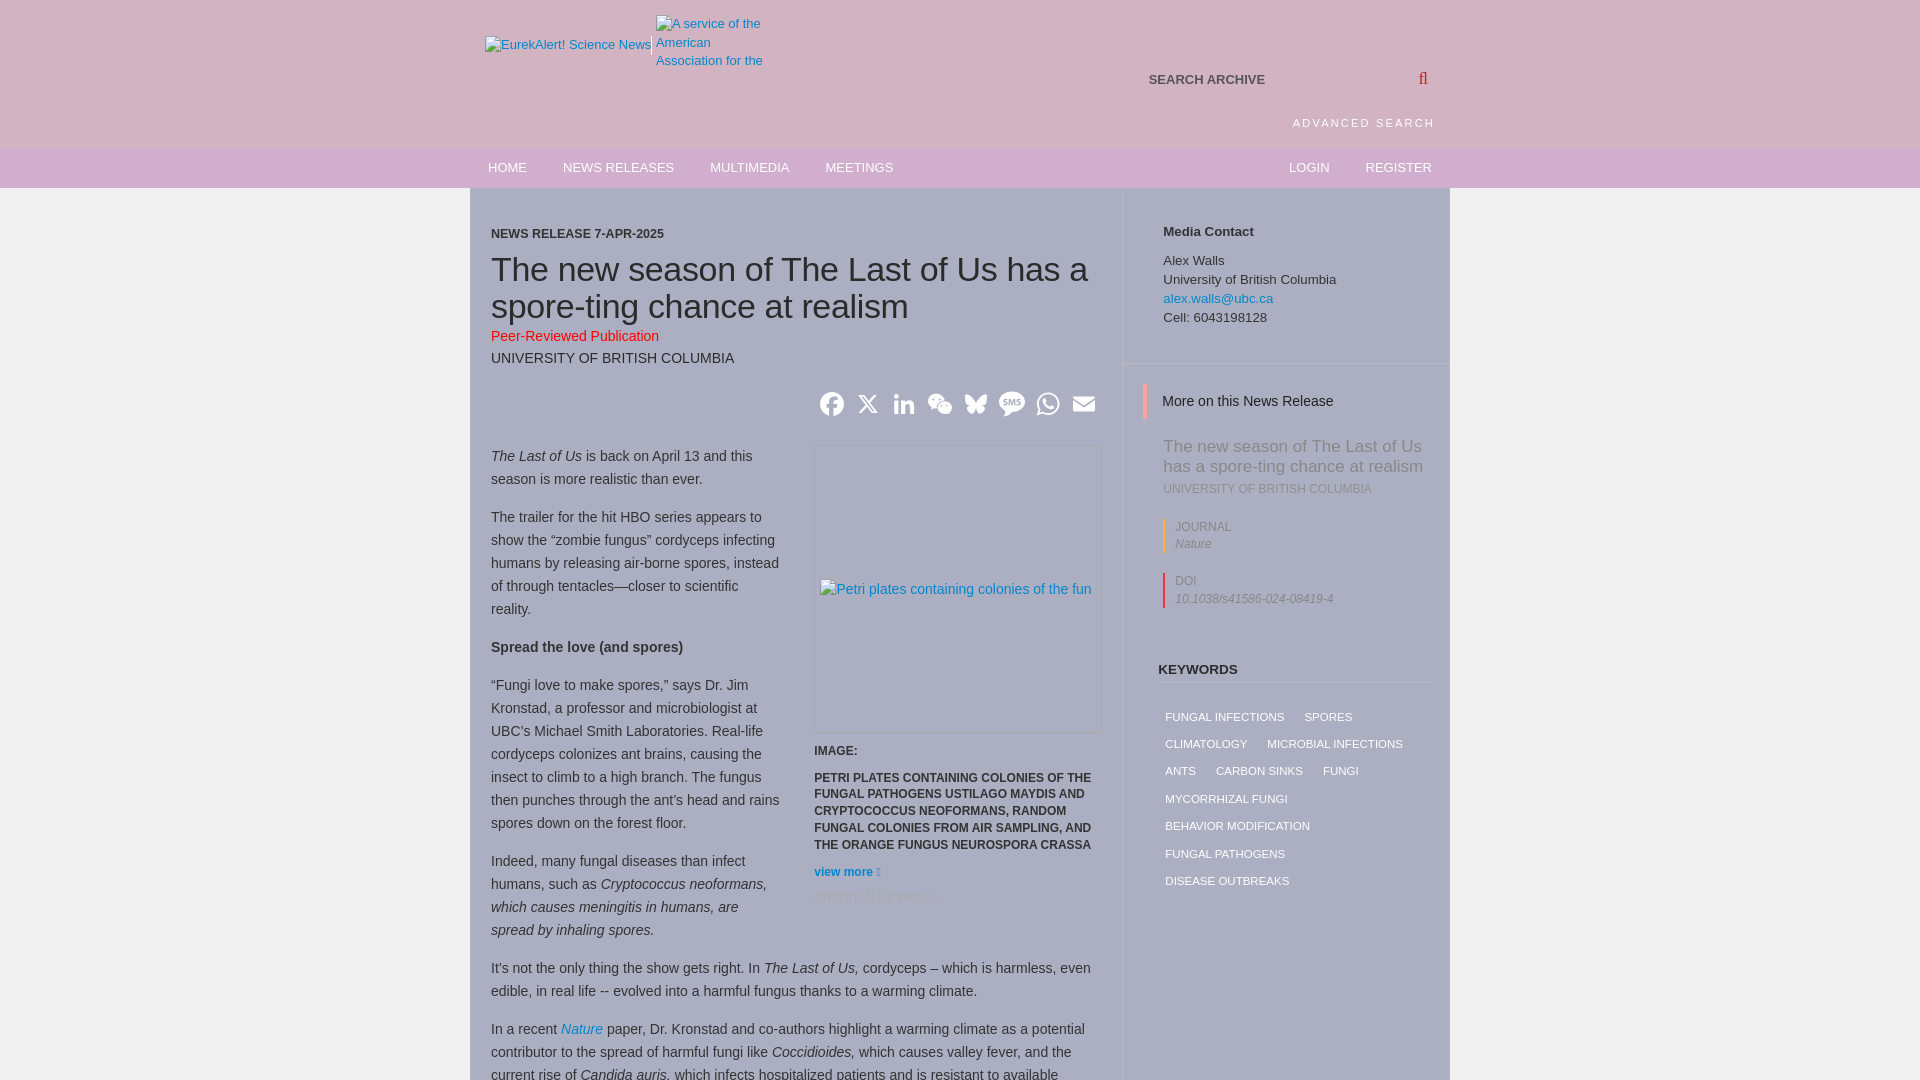 EurekAlert! Science News
A service of the
American
Association for the
SEARCH ARCHIVE
ADVANCED SEARCH
HOME
NEWS RELEASES
MULTIMEDIA
MEETINGS
LOGIN
REGISTER
NEWS RELEASE 7-APR-2025
The new season of The Last of Us has a
spore-ting chance at realism
Peer-Reviewed Publication
UNIVERSITY OF BRITISH COLUMBIA
SMS
The Last of Us is back on April 13 and this
season is more realistic than ever.
The trailer for the hit HBO series appears to
show the “zombie fungus” cordyceps infecting
humans by releasing air-borne spores, instead
of through tentacles—closer to scientific
reality.
Spread the love (and spores)
“Fungi love to make spores,” says Dr. Jim
Kronstad, a professor and microbiologist at
UBC’s Michael Smith Laboratories. Real-life
cordyceps colonizes ant brains, causing the
insect to climb to a high branch. The fungus
then punches through the ant’s head and rains
spores down on the forest floor.
Indeed, many fungal diseases than infect
humans, such as Cryptococcus neoformans,
which causes meningitis in humans, are
spread by inhaling spores.
Petri plates containing colonies of the fun
IMAGE:
PETRI PLATES CONTAINING COLONIES OF THE
FUNGAL PATHOGENS USTILAGO MAYDIS AND
CRYPTOCOCCUS NEOFORMANS, RANDOM
FUNGAL COLONIES FROM AIR SAMPLING, AND
THE ORANGE FUNGUS NEUROSPORA CRASSA
view more
CREDIT: ALEX WALLS
It’s not the only thing the show gets right. In The Last of Us, cordyceps – which is harmless, even
edible, in real life -- evolved into a harmful fungus thanks to a warming climate.
In a recent Nature paper, Dr. Kronstad and co-authors highlight a warming climate as a potential
contributor to the spread of harmful fungi like Coccidioides, which causes valley fever, and the
current rise of Candida auris, which infects hospitalized patients and is resistant to available
Media Contact
Alex Walls
University of British Columbia
alex.walls@ubc.ca
Cell: 6043198128
More on this News Release
The new season of The Last of Us
has a spore-ting chance at realism
UNIVERSITY OF BRITISH COLUMBIA
JOURNAL
Nature
DOI
10.1038/s41586-024-08419-4
KEYWORDS
FUNGAL INFECTIONS
SPORES
CLIMATOLOGY
MICROBIAL INFECTIONS
ANTS
CARBON SINKS
FUNGI
MYCORRHIZAL FUNGI
BEHAVIOR MODIFICATION
FUNGAL PATHOGENS
DISEASE OUTBREAKS